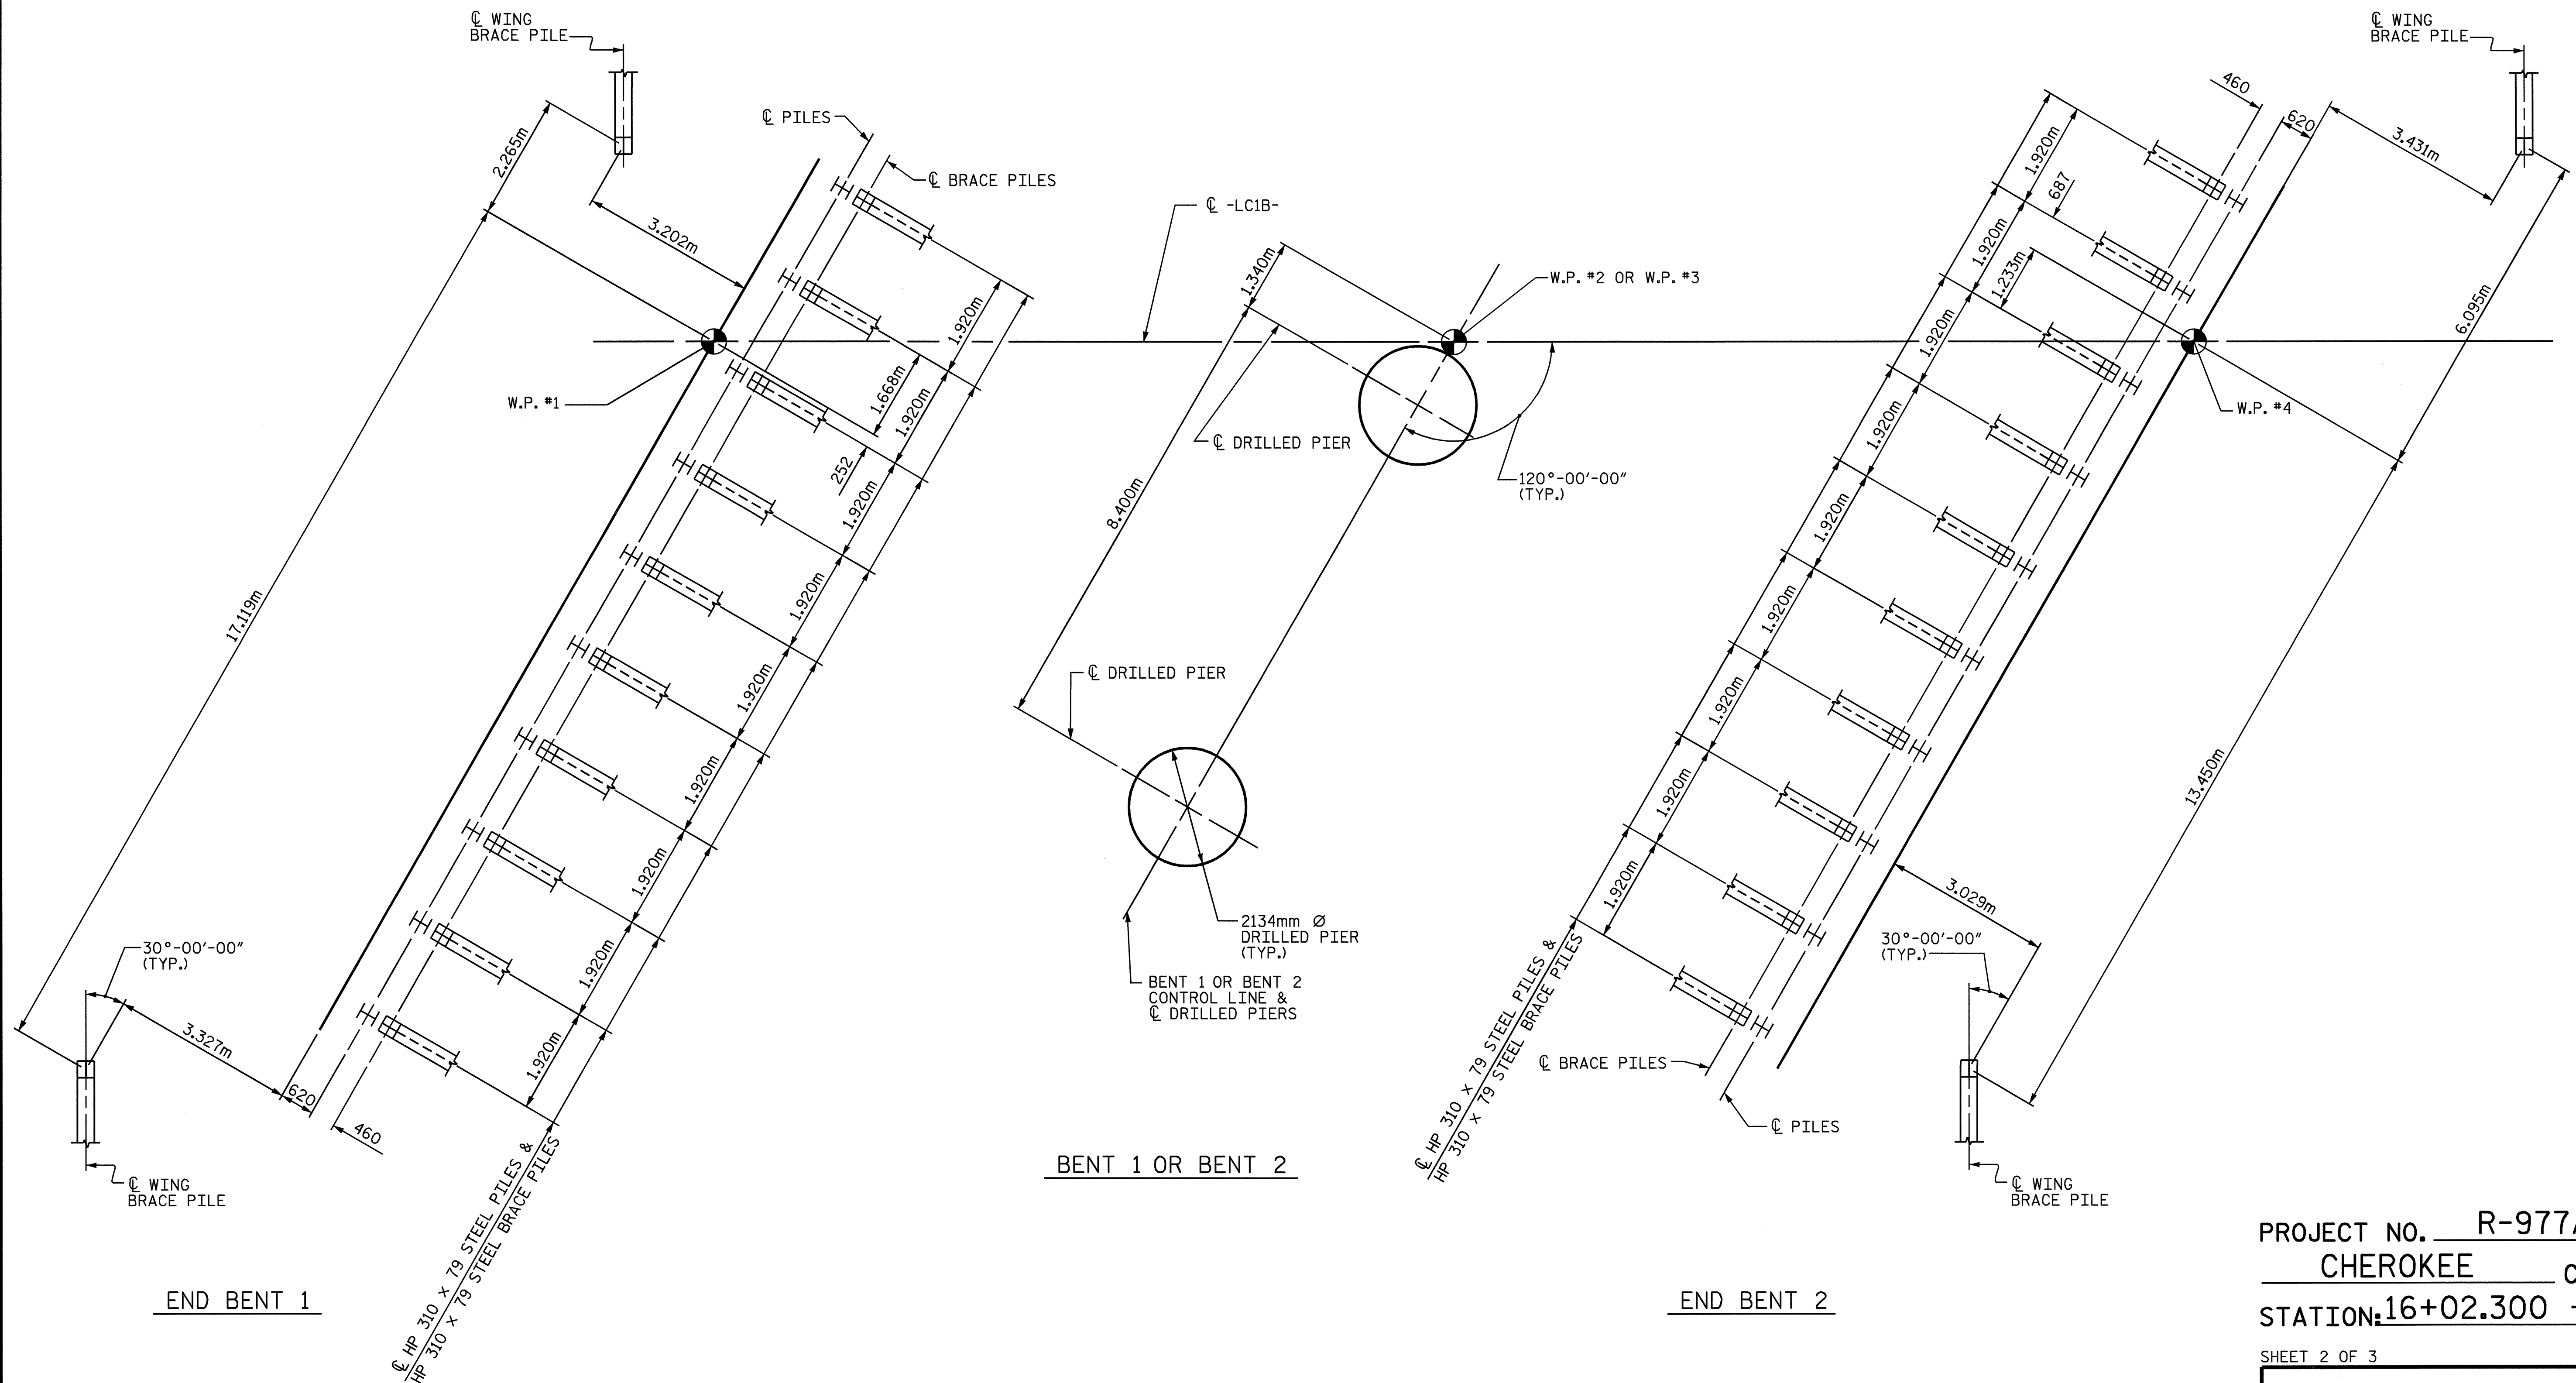 ℄ WING
BRACE PILE
2.265m
3.202m
℄ PILES
℄ BRACE PILES
W.P. #1
17.119m
1.920m
1.668m
1.920m
252
1.920m
1.920m
1.920m
1.920m
1.920m
1.920m
1.920m
30°-00'-00"
(TYP.)
3.327m
620
460
℄ WING
BRACE PILE
℄ HP 310 x 79 STEEL PILES &
HP 310 x 79 STEEL BRACE PILES
END BENT 1
℄ -LC1B-
1.340m
W.P. #2 OR W.P. #3
℄ DRILLED PIER
120°-00'-00"
(TYP.)
8.400m
℄ DRILLED PIER
2134mm Ø
DRILLED PIER
(TYP.)
BENT 1 OR BENT 2
CONTROL LINE &
℄ DRILLED PIERS
BENT 1 OR BENT 2
℄ WING
BRACE PILE
460
620
3.431m
1.920m
687
1.920m
1.233m
6.095m
1.920m
W.P. #4
1.920m
1.920m
1.920m
1.920m
1.920m
1.920m
13.450m
3.029m
30°-00'-00"
(TYP.)
℄ HP 310 x 79 STEEL PILES &
HP 310 x 79 STEEL BRACE PILES
℄ BRACE PILES
℄ PILES
℄ WING
BRACE PILE
END BENT 2
PROJECT NO. R-977
CHEROKEE C
STATION: 16+02.300 -
SHEET 2 OF 3